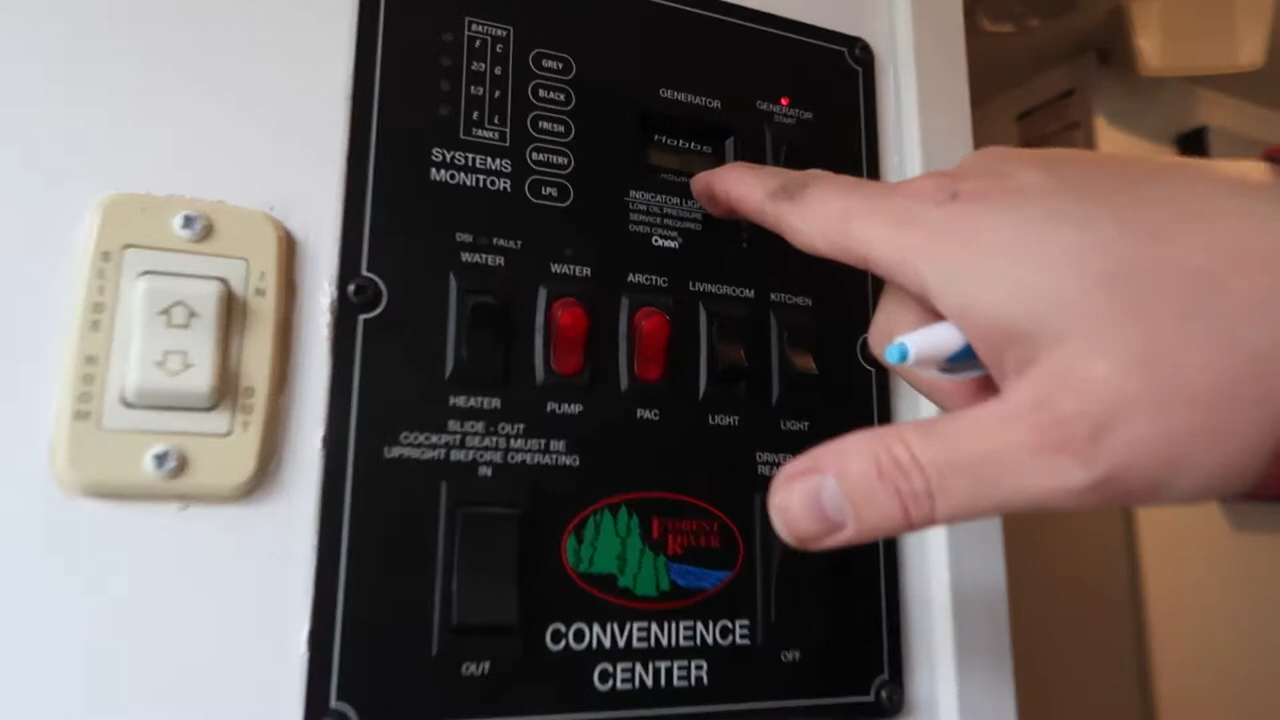 BATTERY
F C
2/3 G
1/3 F
E L
TANKS
GREY
BLACK
FRESH
BATTERY
LPG
SYSTEMS
MONITOR
GENERATOR
Hobbs
GENERATOR
START
INDICATOR
LOW OIL PRESSURE
SERVICE REQUIRED
OVER CRANK
Onan
DSI FAULT
WATER
HEATER
WATER
PUMP
ARCTIC
PAC
LIVINGROOM
LIGHT
KITCHEN
LIGHT
SLIDE - OUT
COCKPIT SEATS MUST BE
UPRIGHT BEFORE OPERATING
IN
OUT
DRIVER
OFF
FOREST
RIVER
CONVENIENCE
CENTER
IN
OUT